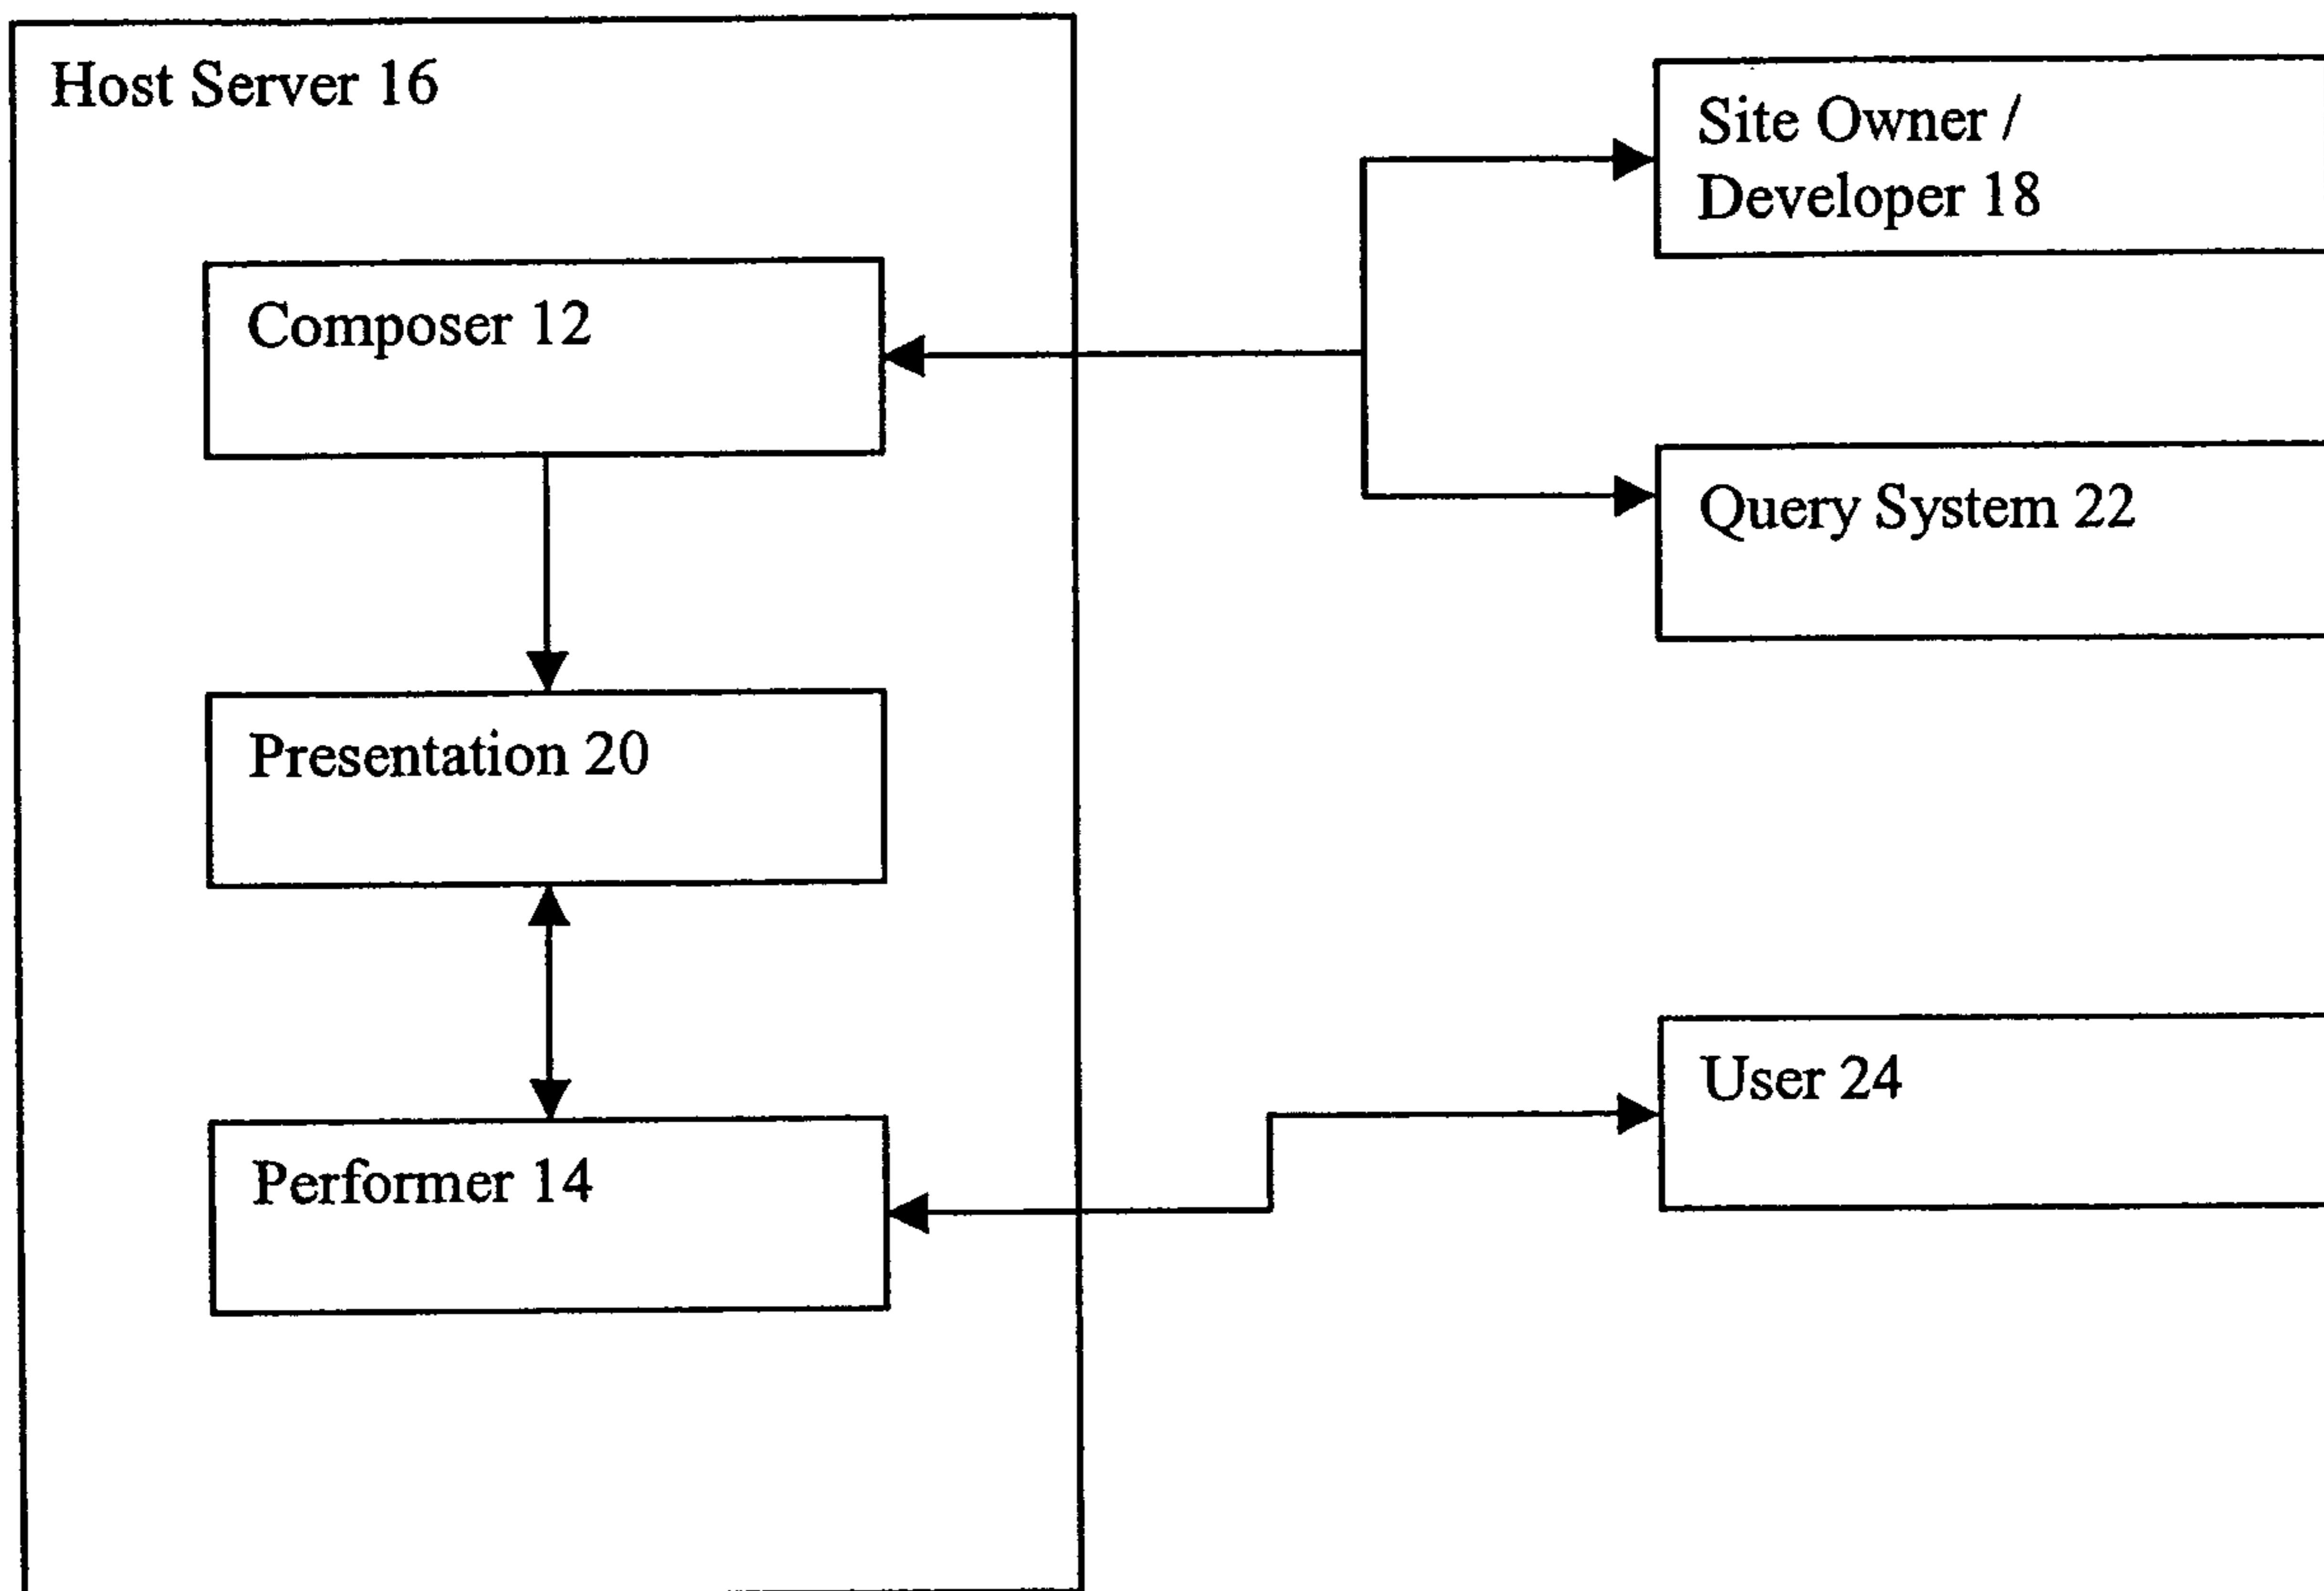 Host Server 16
Site Owner /
Developer 18
Composer 12
Query System 22
Presentation 20
User 24
Performer 14